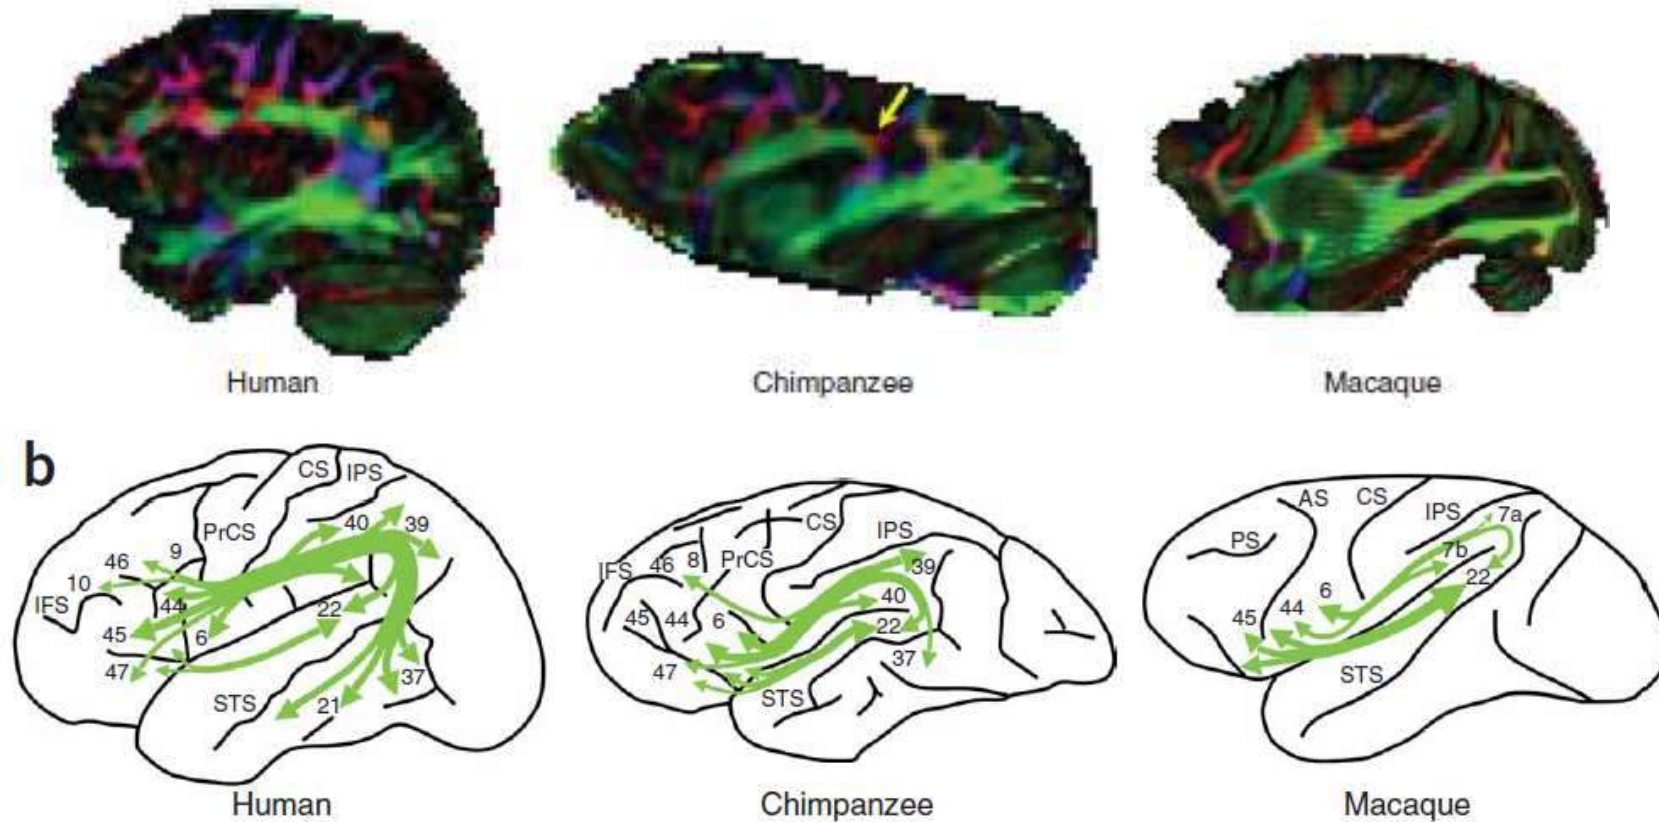 Human Chimpanzee Macaque
b
CS IPS
PrCS
40 39
46 9
10
IFS
44
45 6
47
22
37
STS
21
CS
IPS
IFS 46 8 PrCS
39
40
45 44 6
22
47
37
STS
AS CS
PS
IPS 7a
7b
22
6
45 44
STS
Human Chimpanzee Macaque